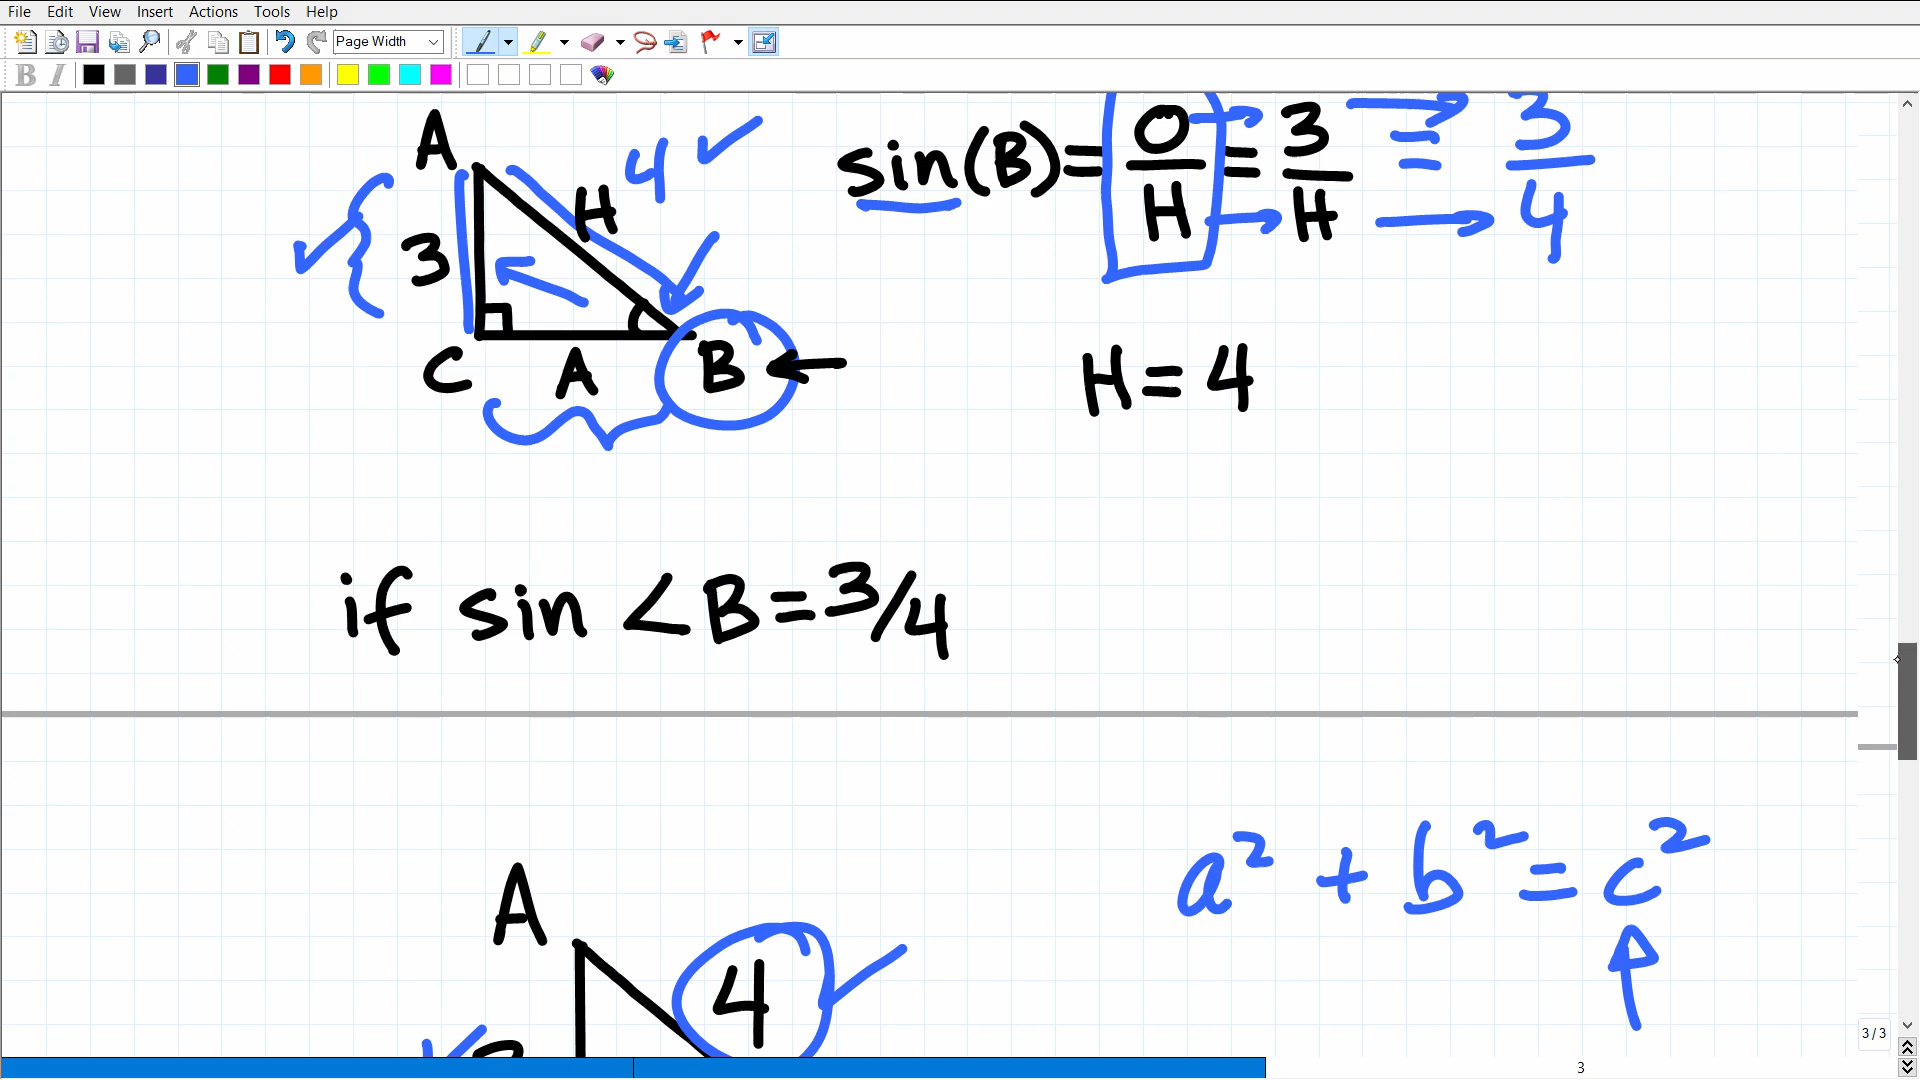 File Edit View Insert Actions Tools Help
Page Width
B I
A
4
H
3
C
A
B
sin(B)= O/H = 3/H = 3/4
H=4
if sin ∠B=3/4
a² + b² = c²
A
4
3/3
3